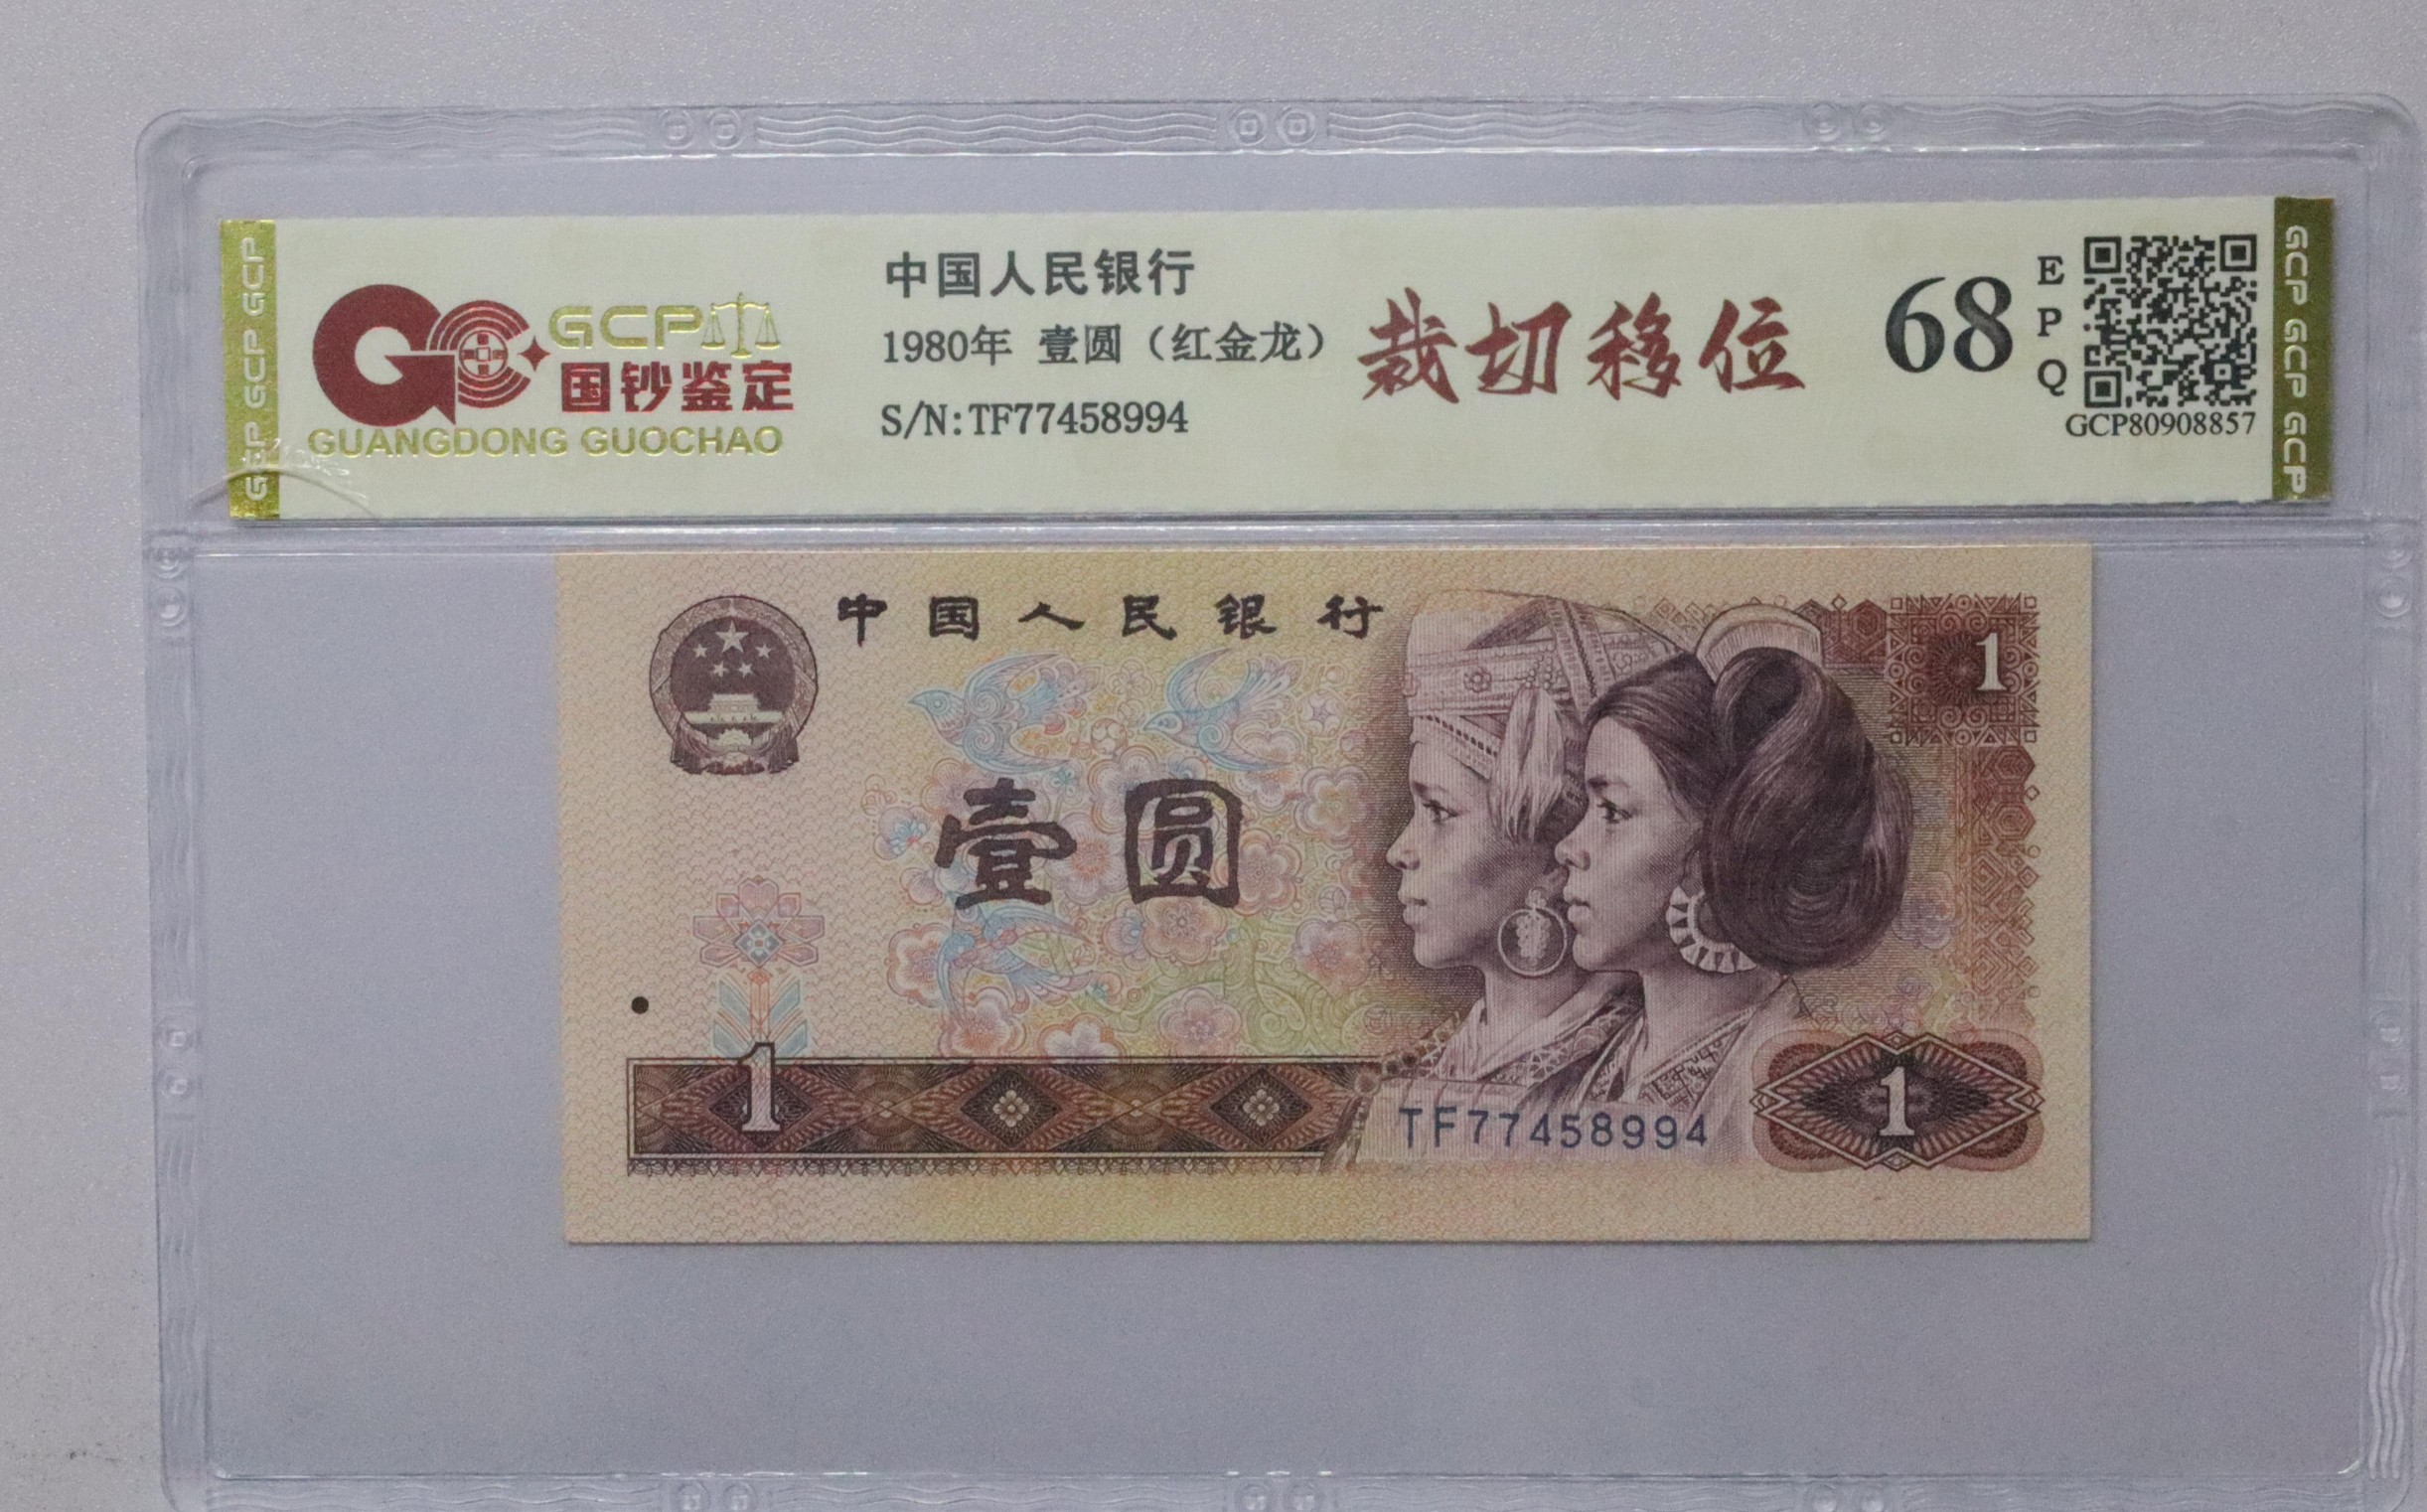 GCP GCP GCP
GCP
国钞鉴定
GUANGDONG GUOCHAO
中国人民银行
1980年 壹圆（红金龙）
S/N:TF77458994
裁切移位
68
E
P
Q
GCP80908857
GCP GCP GCP
中国人民银行
1
壹圆
1
TF77458994
1